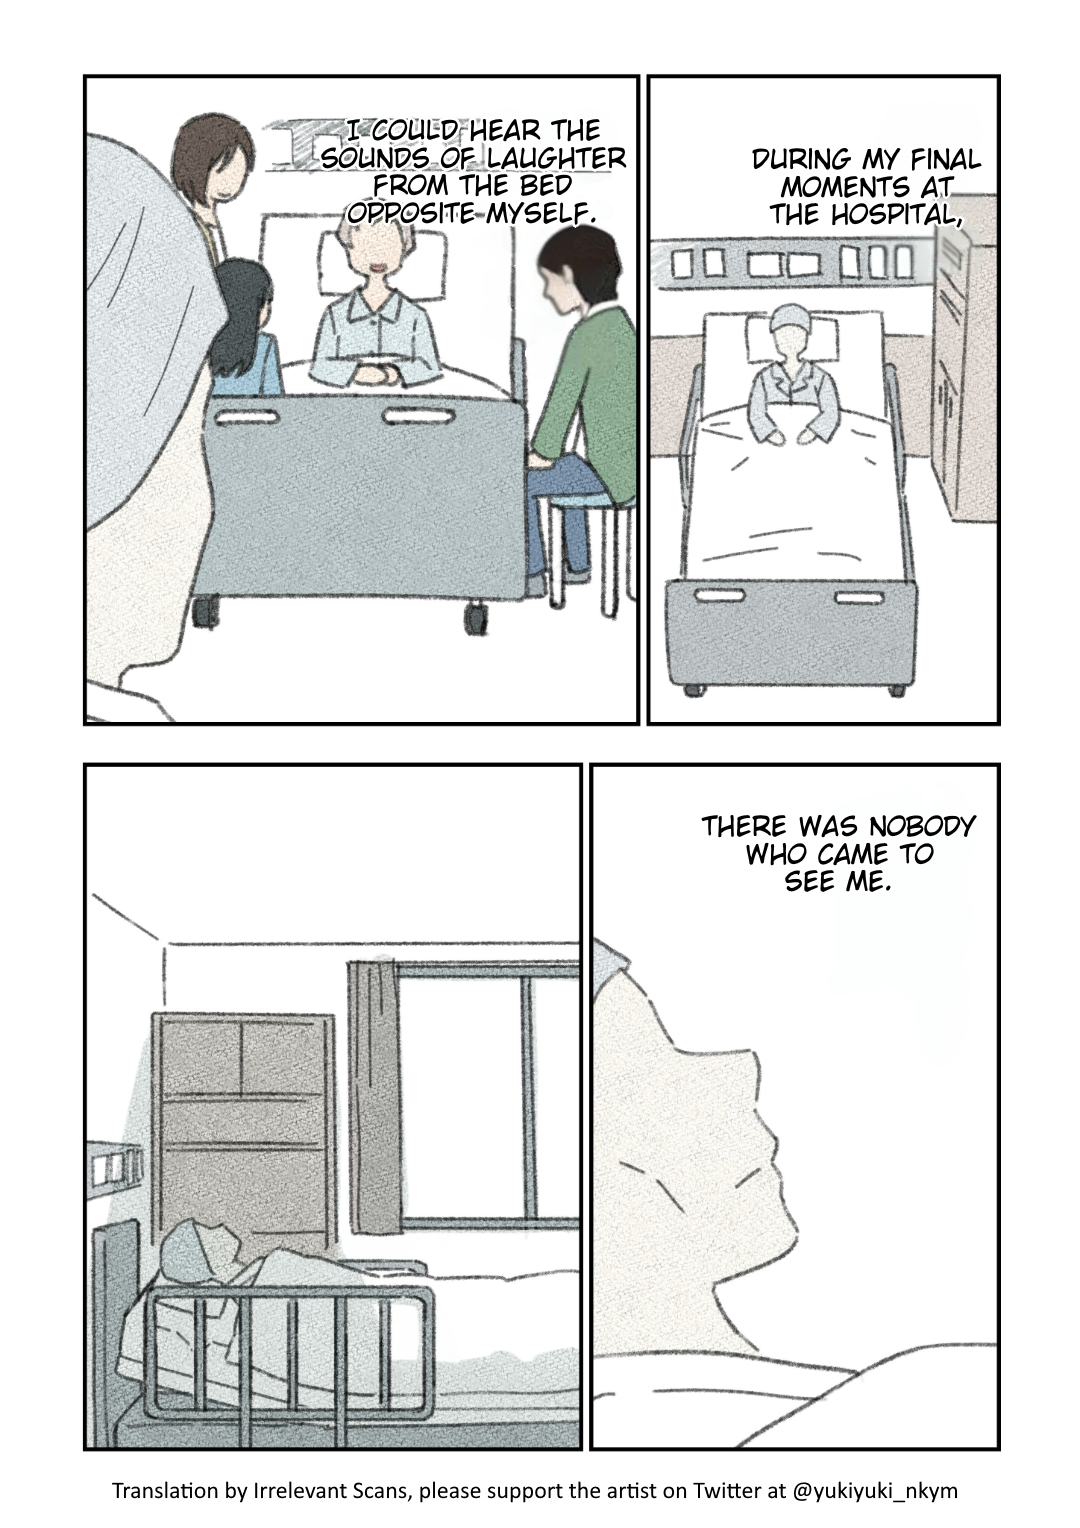 DURING MY FINAL
MOMENTS AT
THE HOSPITAL,
I COULD HEAR THE
SOUNDS OF LAUGHTER
FROM THE BED
OPPOSITE MYSELF.
THERE WAS NOBODY
WHO CAME TO
SEE ME.
Translation by Irrelevant Scans, please support the artist on Twitter at @yukiyuki_nkym